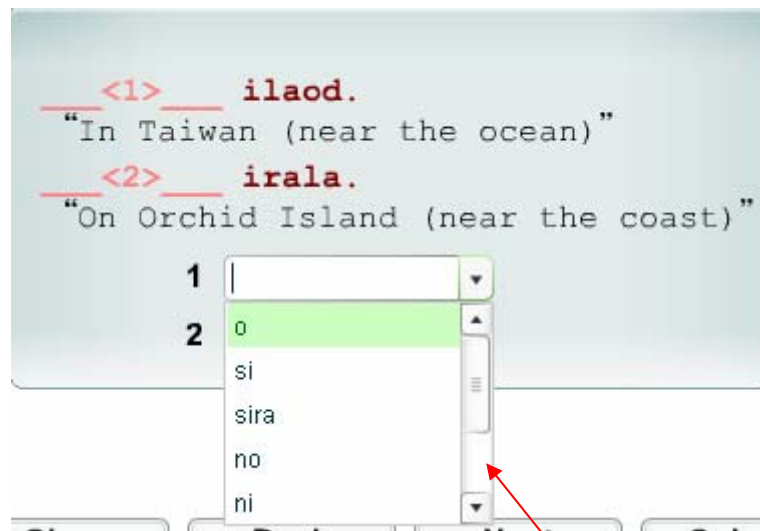 ___<1>___ ilaod.
“In Taiwan (near the ocean)”
___<2>___ irala.
“On Orchid Island (near the coast)”
1
2
o
si
sira
no
ni